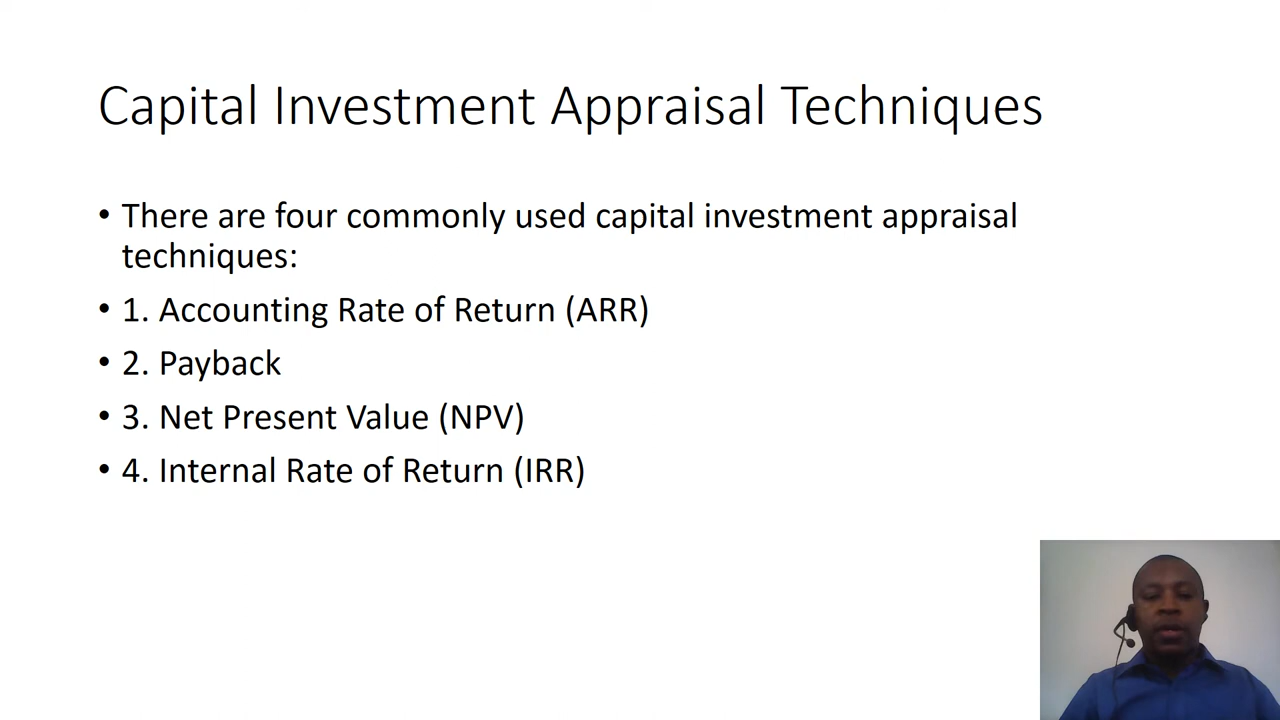 Capital Investment Appraisal Techniques
• There are four commonly used capital investment appraisal
techniques:
• 1. Accounting Rate of Return (ARR)
• 2. Payback
• 3. Net Present Value (NPV)
• 4. Internal Rate of Return (IRR)